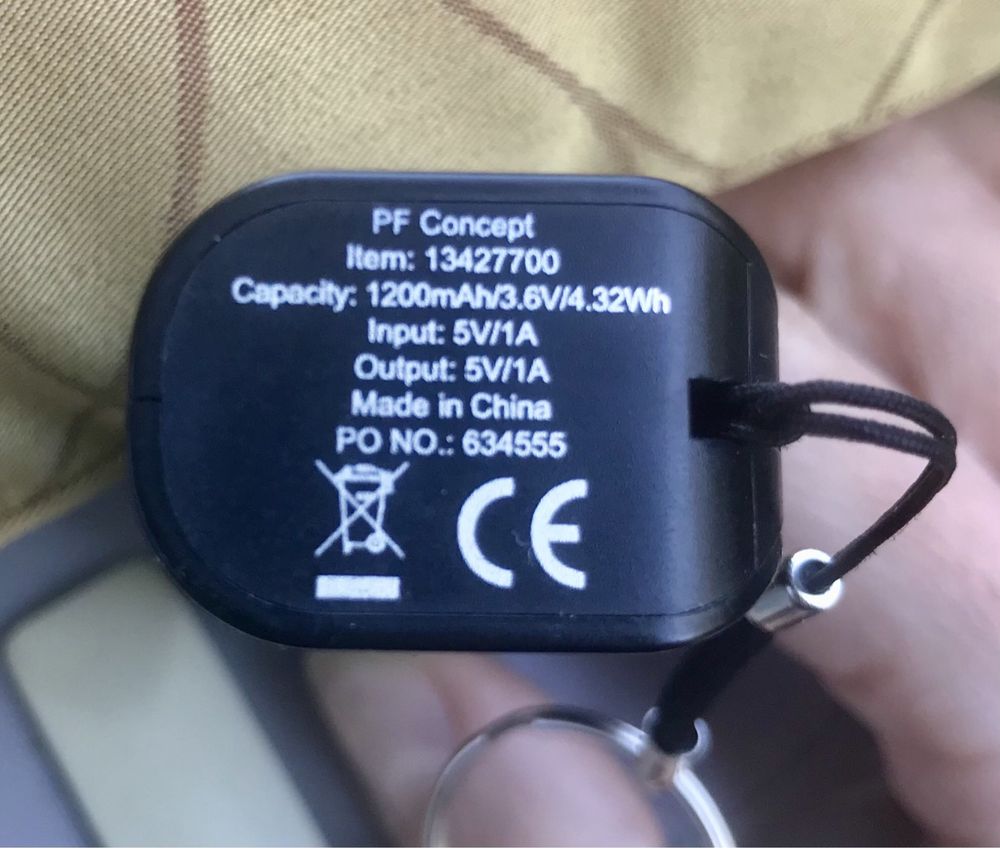 PF Concept
Item: 13427700
Capacity: 1200mAh/3.6V/4.32Wh
Input: 5V/1A
Output: 5V/1A
Made in China
PO NO.: 634555
CE